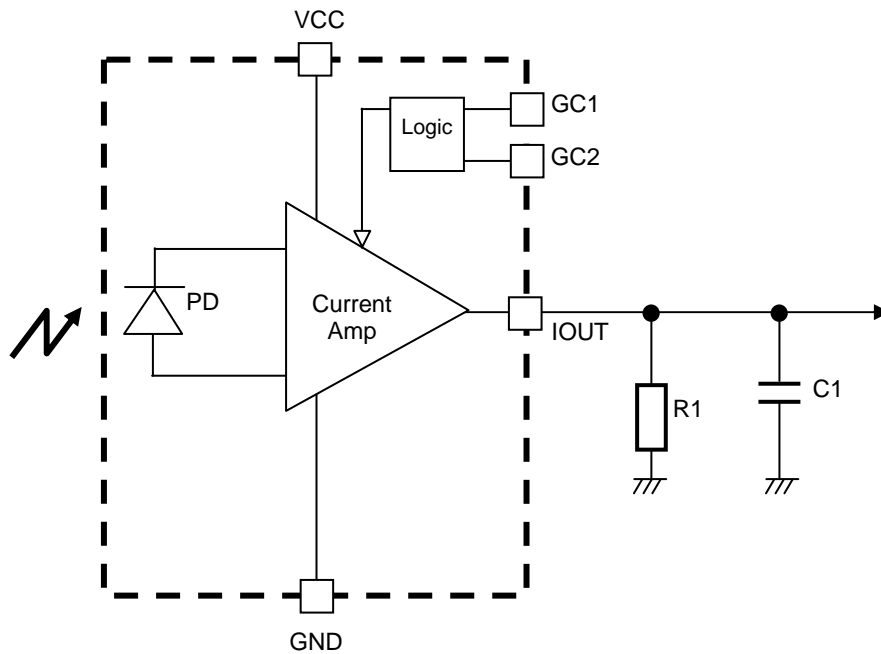 VCC
GC1
Logic
GC2
PD
Current
Amp
IOUT
R1
C1
GND